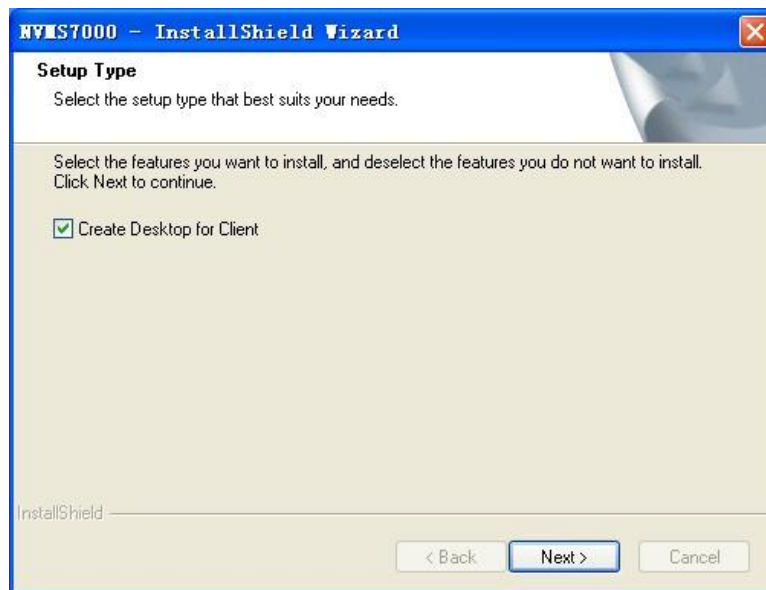 NVMS7000 - InstallShield Wizard
Setup Type
Select the setup type that best suits your needs.
Select the features you want to install, and deselect the features you do not want to install.
Click Next to continue.
Create Desktop for Client
InstallShield
< Back Next > Cancel